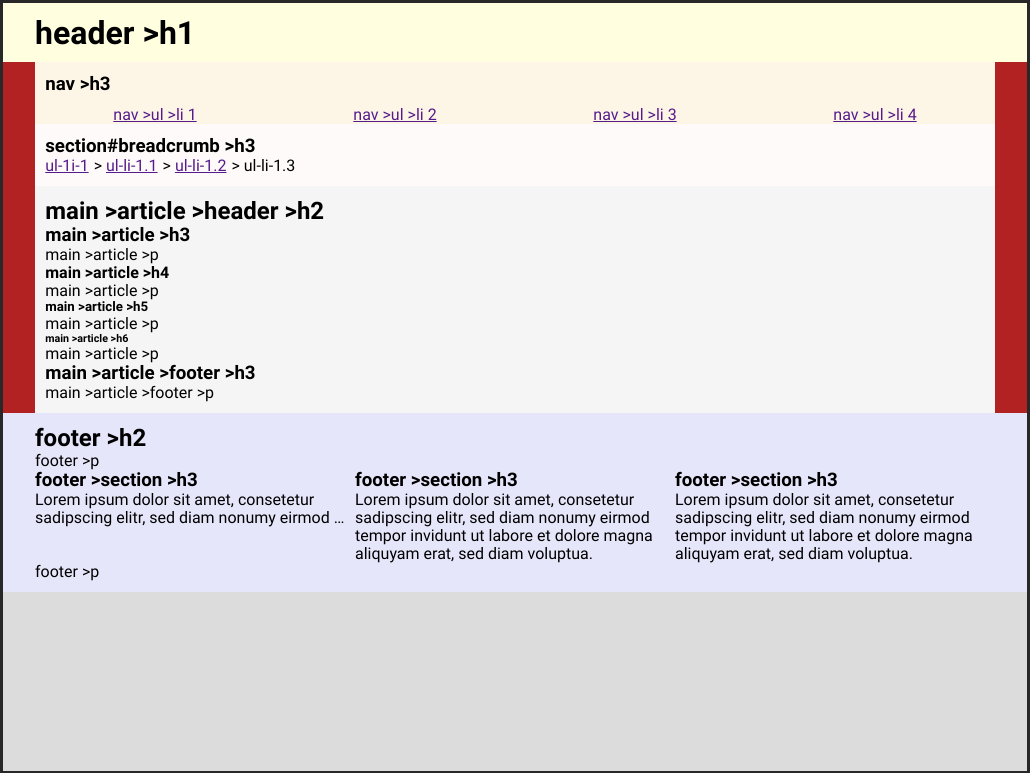 header >h1
nav >h3
nav >ul >li 1 nav >ul >li 2 nav >ul >li 3 nav >ul >li 4
section#breadcrumb >h3
ul-1i-1 > ul-li-1.1 > ul-li-1.2 > ul-li-1.3
main >article >header >h2
main >article >h3
main >article >p
main >article >h4
main >article >p
main >article >h5
main >article >p
main >article >h6
main >article >p
main >article >footer >h3
main >article >footer >p
footer >h2
footer >p
footer >section >h3
Lorem ipsum dolor sit amet, consetetur
sadipscing elitr, sed diam nonumy eirmod ...
footer >section >h3
Lorem ipsum dolor sit amet, consetetur
sadipscing elitr, sed diam nonumy eirmod
tempor invidunt ut labore et dolore magna
aliquyam erat, sed diam voluptua.
footer >section >h3
Lorem ipsum dolor sit amet, consetetur
sadipscing elitr, sed diam nonumy eirmod
tempor invidunt ut labore et dolore magna
aliquyam erat, sed diam voluptua.
footer >p